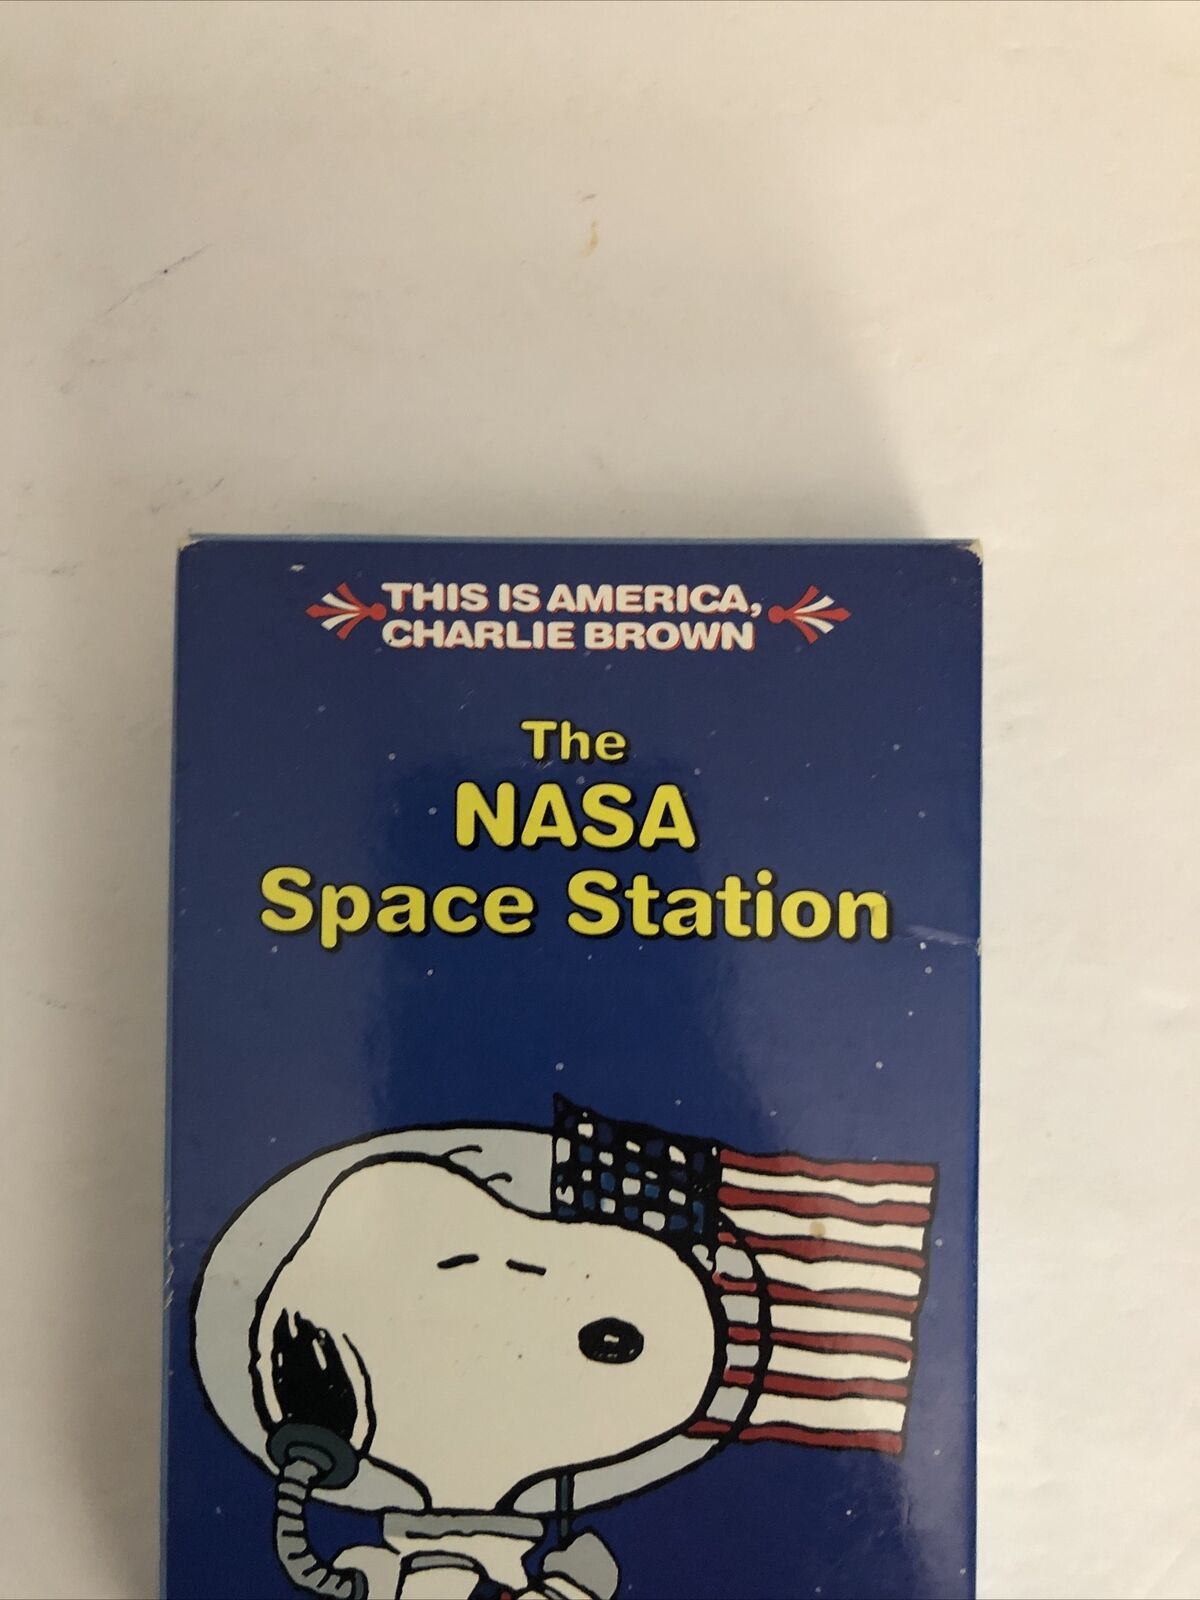 THIS IS AMERICA,
CHARLIE BROWN
The
NASA
Space Station